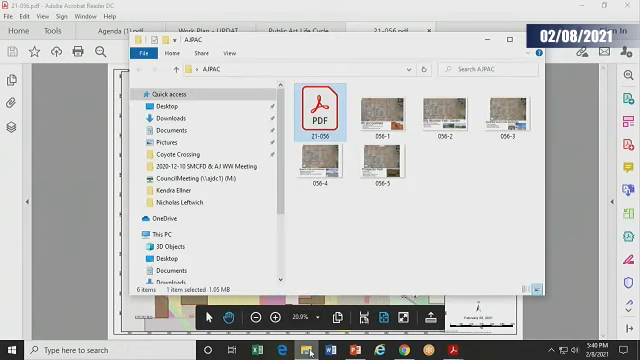 21-056.pdf - Adobe Acrobat Reader DC
File Edit View Sign Window Help
Home Tools Agenda (1).pdf Work Plan - UPDAT... Public Art Life Cycle... 21-056.pdf
02/08/2021
AJPAC
File Home Share View
AJPAC
Search AJPAC
Quick access
Desktop
Downloads
Documents
Pictures
Coyote Crossing
2020-12-10 SMCFD & AJ WW Meeting
CouncilMeeting (\\ajdc1) (M:)
Kendra Ellner
Nicholas Leftwich
OneDrive
This PC
3D Objects
Desktop
Documents
Downloads
PDF
21-056
056-1
056-2
056-3
056-4
056-5
6 items 1 item selected 1.05 MB
20.9%
Type here to search
5:40 PM
2/8/2021